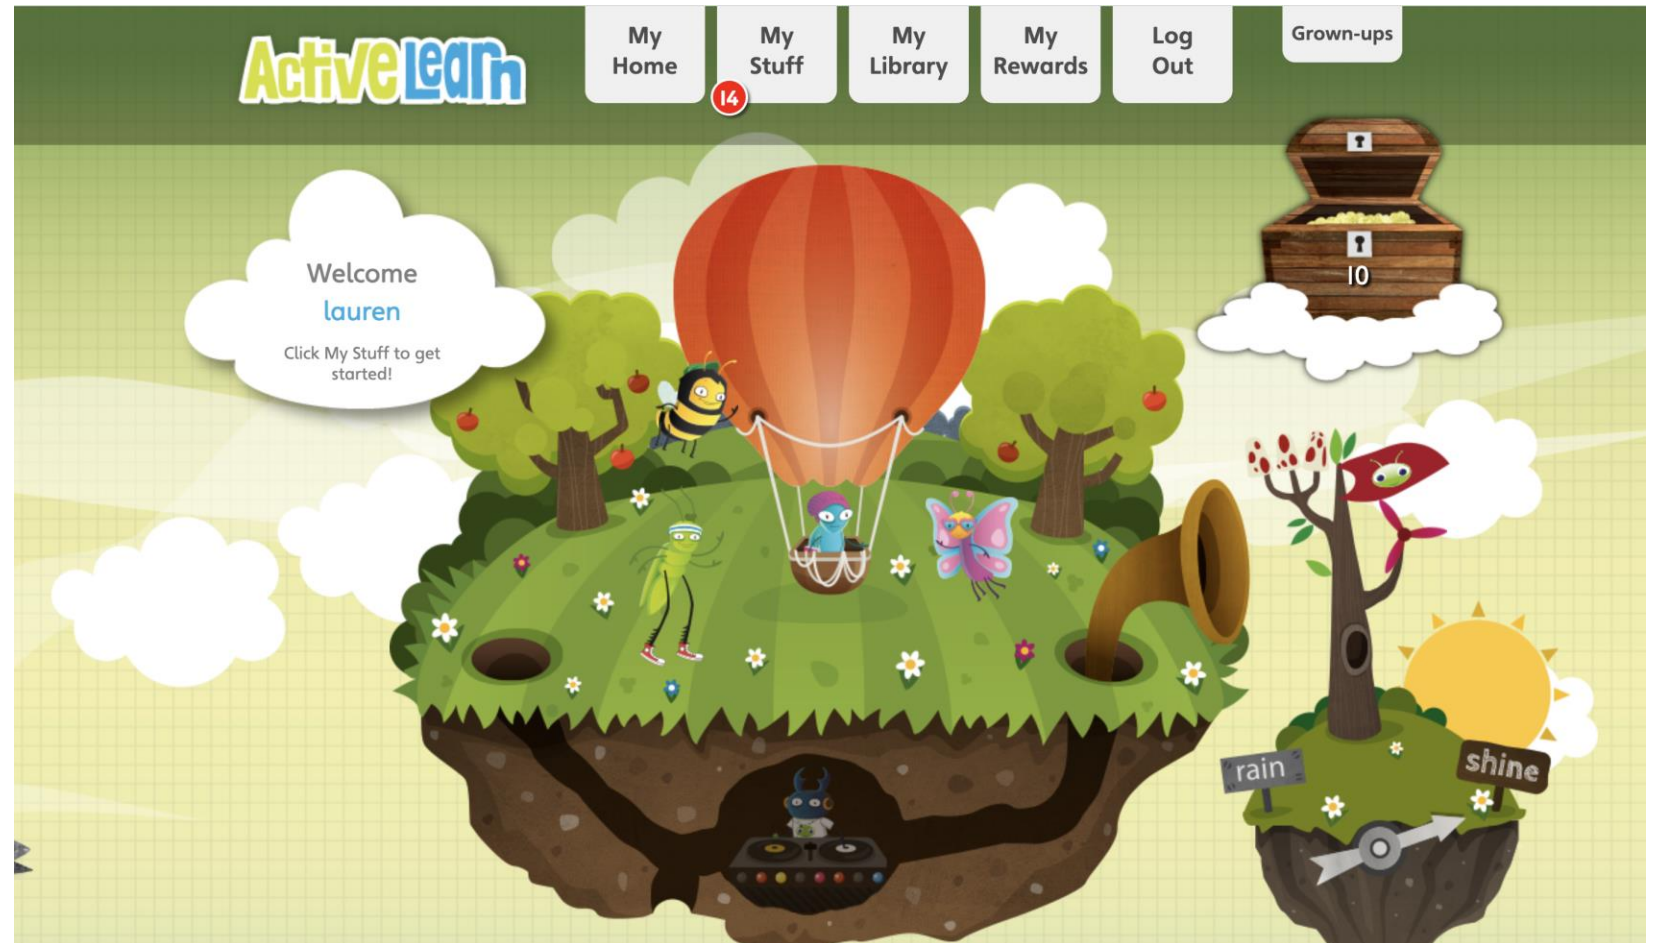 ActiveLearn
My
Home
My
Stuff
My
Library
My
Rewards
Log
Out
Grown-ups
14
Welcome
lauren
Click My Stuff to get
started!
10
rain
shine